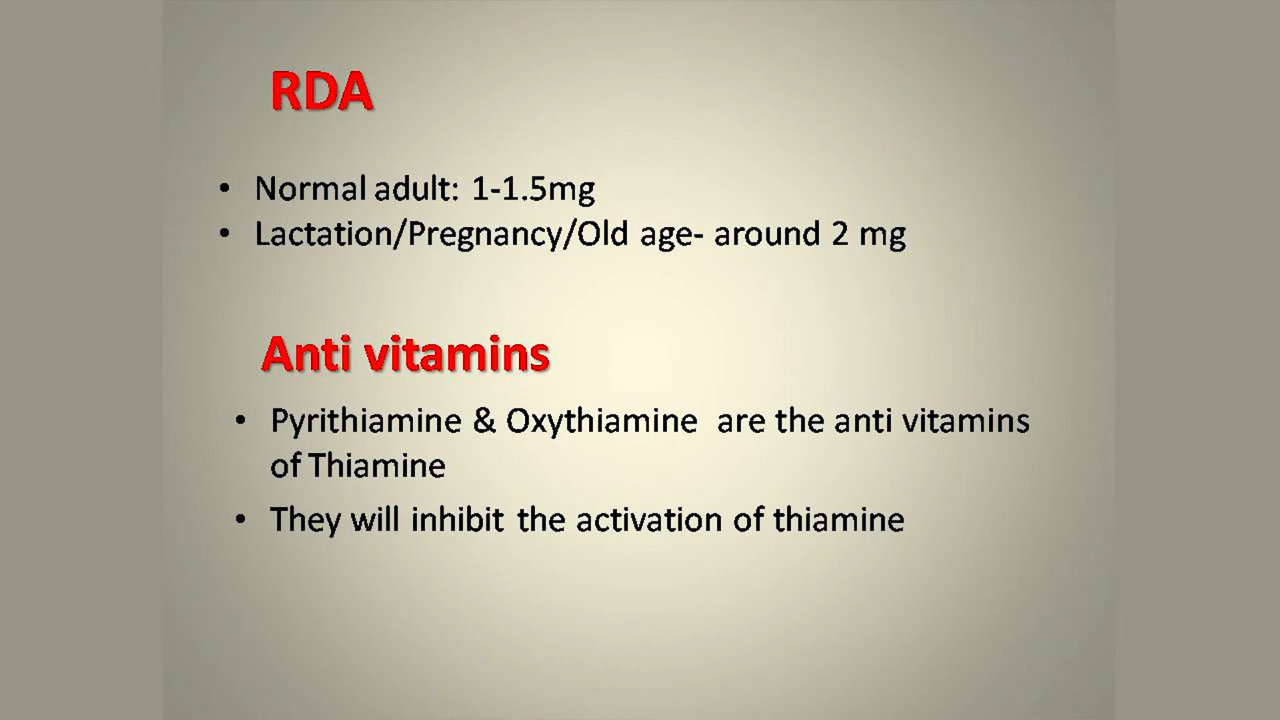 RDA
• Normal adult: 1-1.5mg
• Lactation/Pregnancy/Old age- around 2 mg
Anti vitamins
• Pyrithiamine & Oxythiamine are the anti vitamins
of Thiamine
• They will inhibit the activation of thiamine